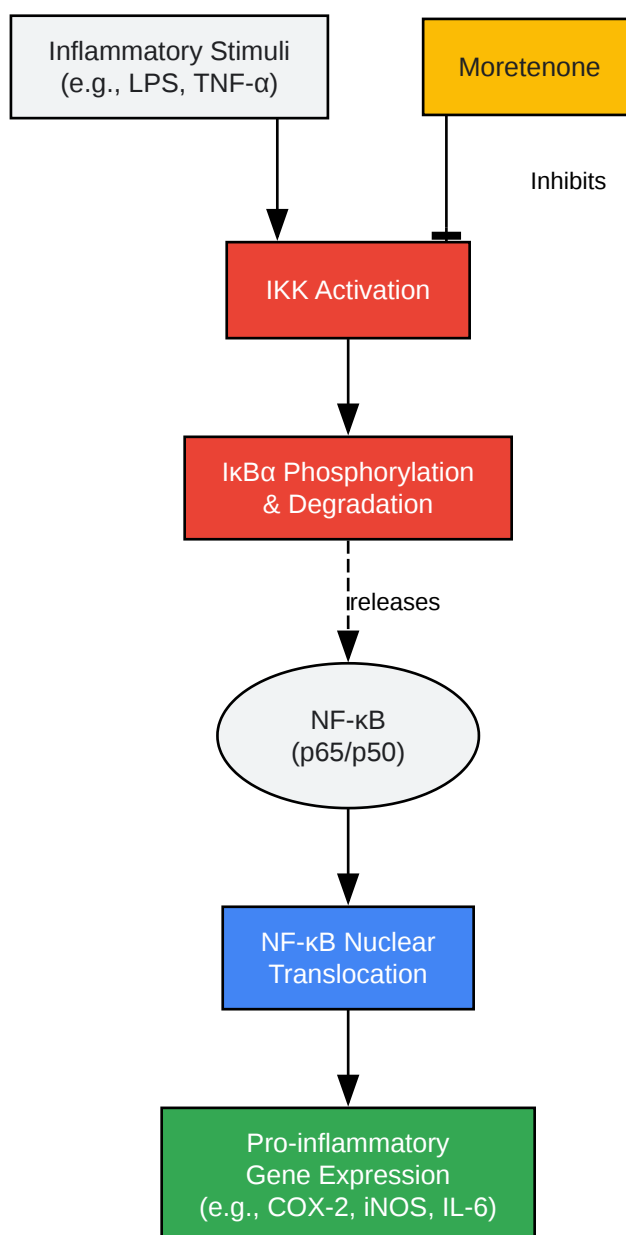 Inflammatory Stimuli
(e.g., LPS, TNF-α)
Moretenone
Inhibits
IKK Activation
IκBα Phosphorylation
& Degradation
releases
NF-κB
(p65/p50)
NF-κB Nuclear
Translocation
Pro-inflammatory
Gene Expression
(e.g., COX-2, iNOS, IL-6)